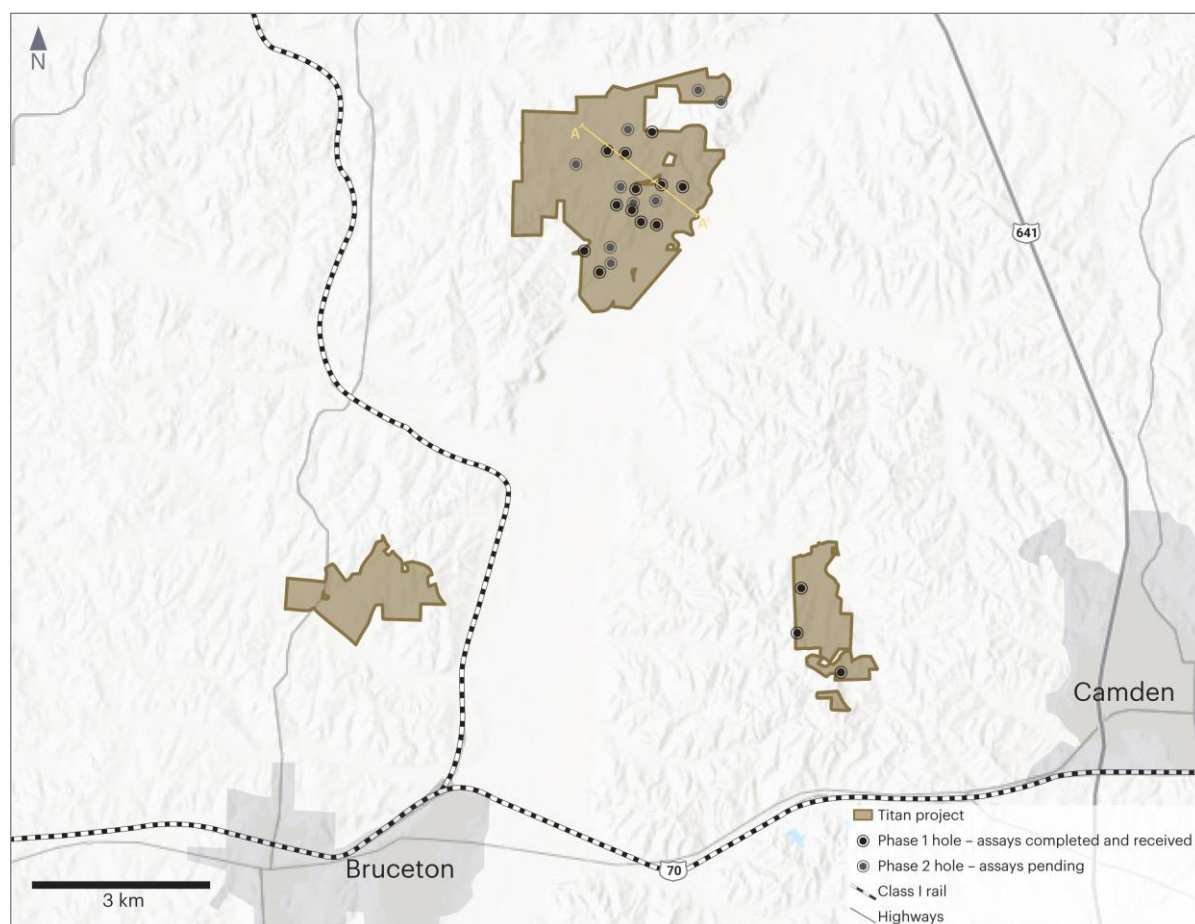 N
A
A'
641
Camden
Bruceton
70
3 km
Titan project
Phase 1 hole – assays completed and received
Phase 2 hole – assays pending
Class I rail
Highways